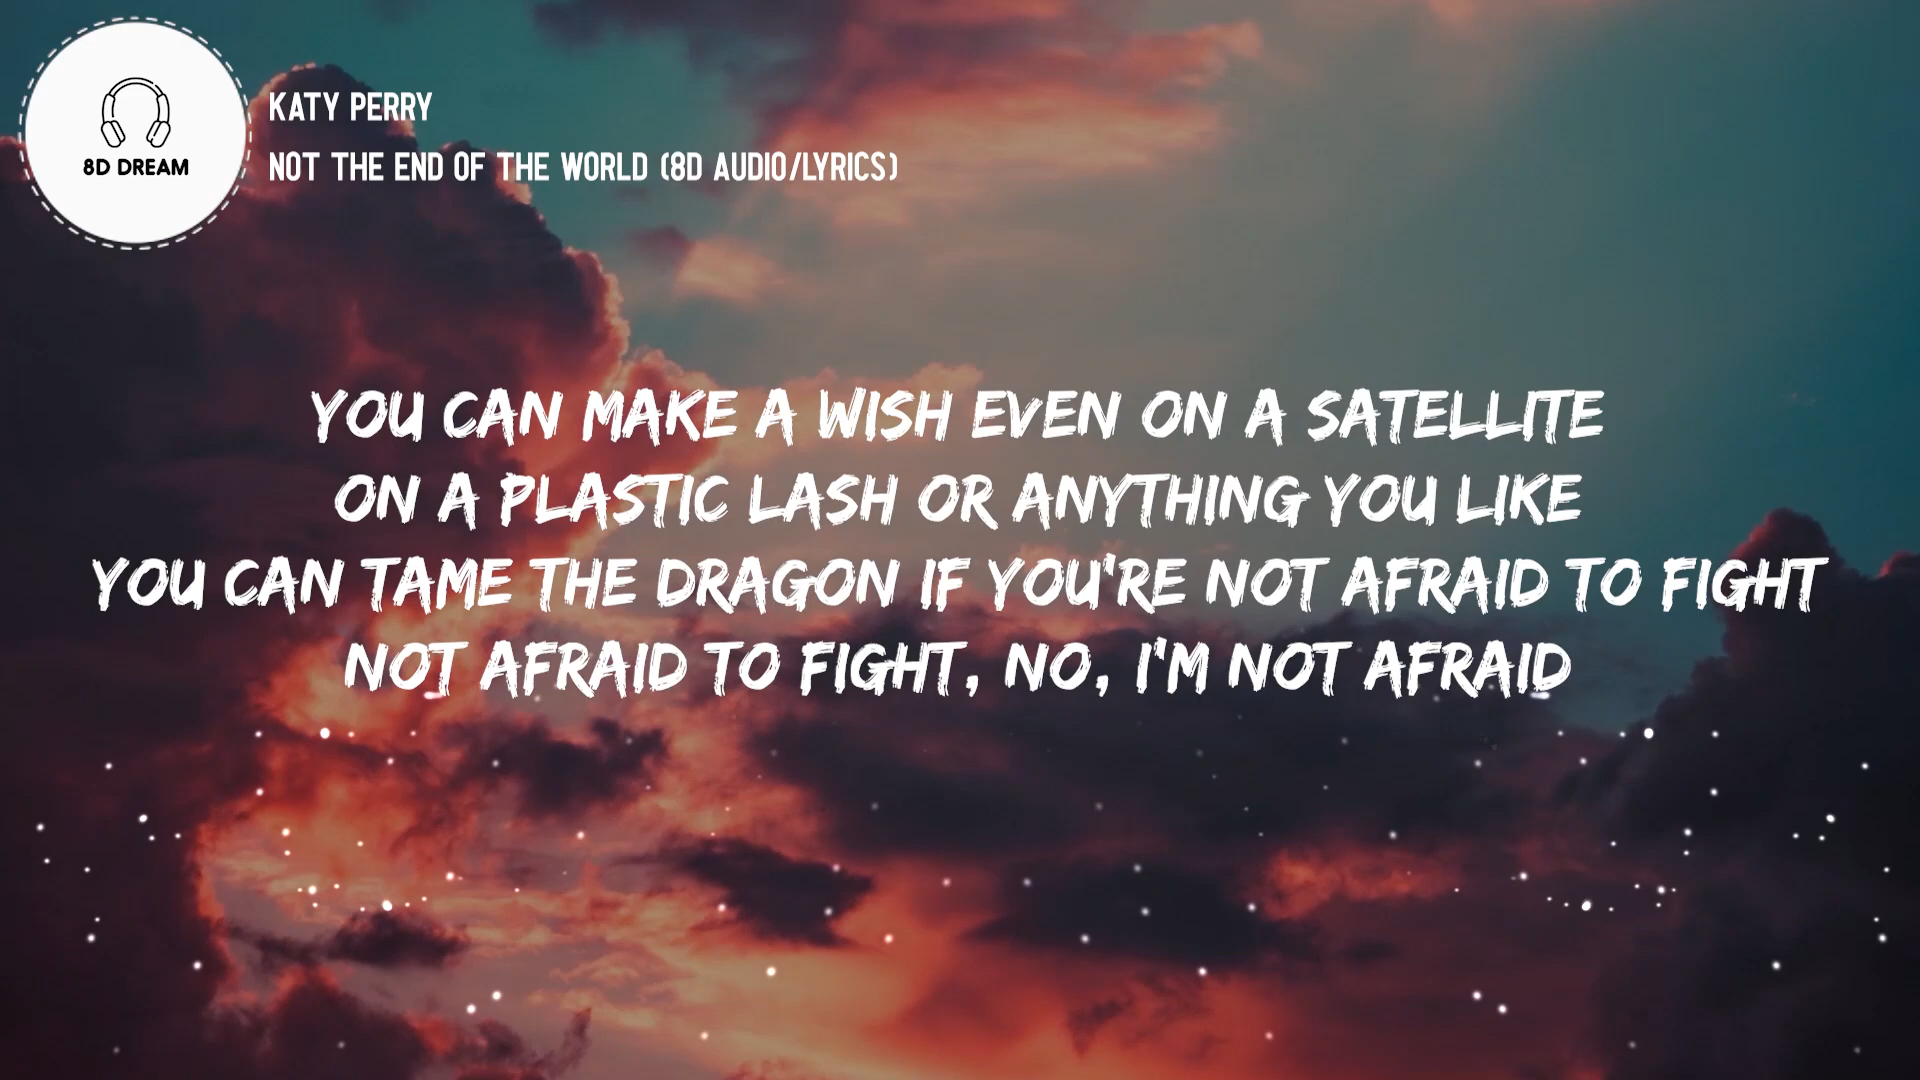 8D DREAM
KATY PERRY
NOT THE END OF THE WORLD (8D AUDIO/LYRICS)
YOU CAN MAKE A WISH EVEN ON A SATELLITE
ON A PLASTIC LASH OR ANYTHING YOU LIKE
YOU CAN TAME THE DRAGON IF YOU'RE NOT AFRAID TO FIGHT
NOT AFRAID TO FIGHT, NO, I'M NOT AFRAID